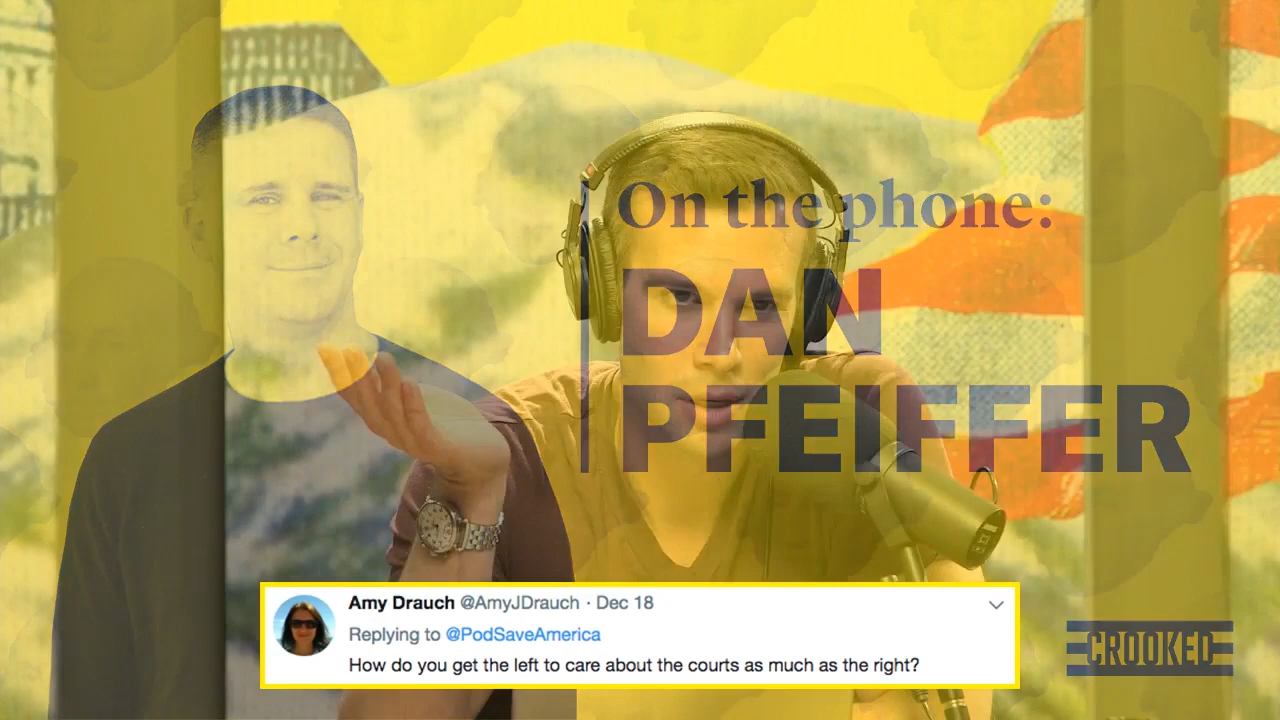 On the phone:
DAN
PFEIFFER
Amy Drauch @AmyJDrauch · Dec 18
Replying to @PodSaveAmerica
How do you get the left to care about the courts as much as the right?
CROOKED